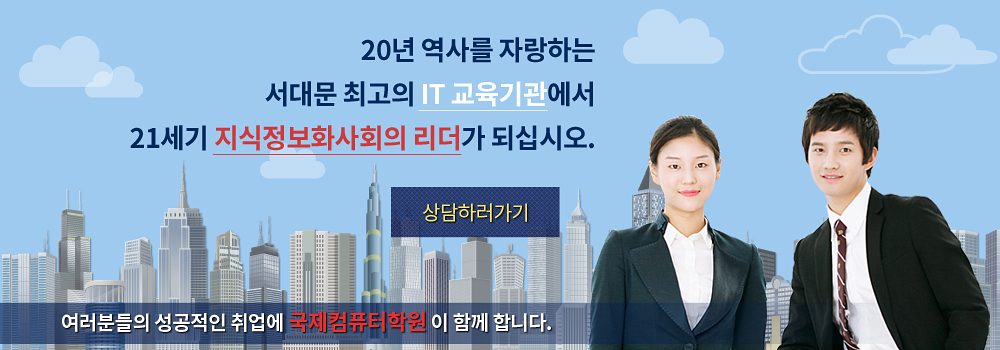 20년 역사를 자랑하는
서대문 최고의 IT 교육기관에서
21세기 지식정보화사회의 리더가 되십시오.
상담하러가기
여러분들의 성공적인 취업에 국제컴퓨터학원 이 함께 합니다.